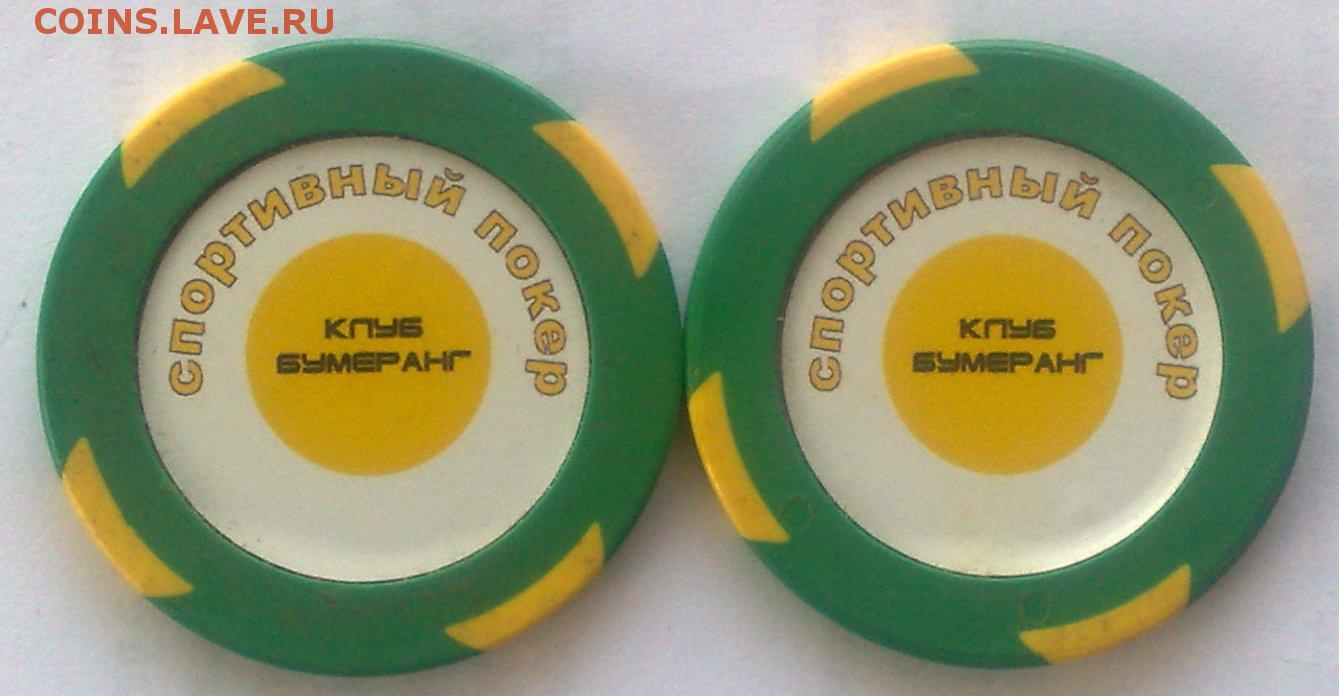 COINS.LAVE.RU
спортивный покер
КЛУБ
БУМЕРАНГ
спортивный покер
КЛУБ
БУМЕРАНГ